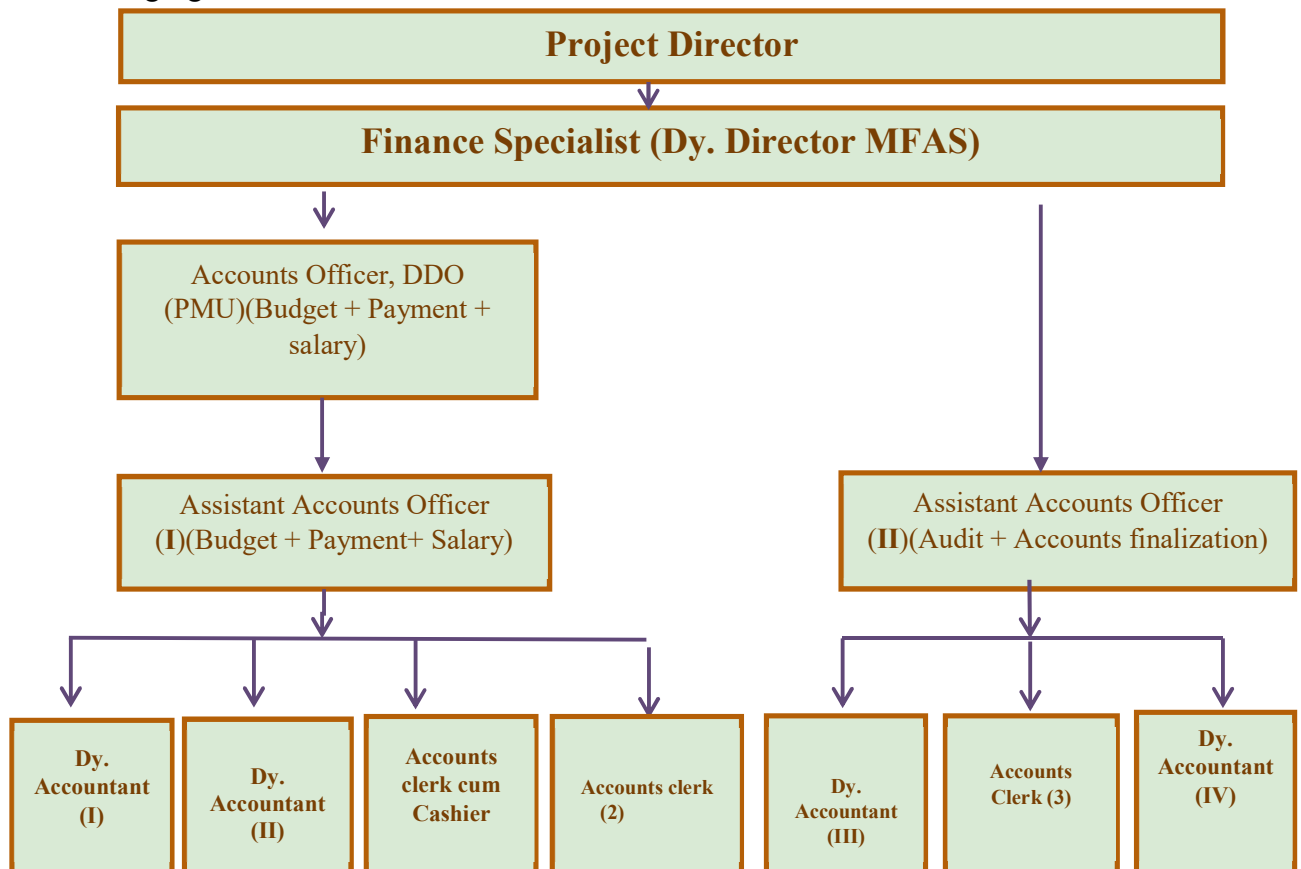 Project Director
Finance Specialist (Dy. Director MFAS)
Accounts Officer, DDO
(PMU)(Budget + Payment +
salary)
Assistant Accounts Officer
(I)(Budget + Payment+ Salary)
Assistant Accounts Officer
(II)(Audit + Accounts finalization)
Dy.
Accountant
(I)
Dy.
Accountant
(II)
Accounts
clerk cum
Cashier
Accounts clerk
(2)
Dy.
Accountant
(III)
Accounts
Clerk (3)
Dy.
Accountant
(IV)